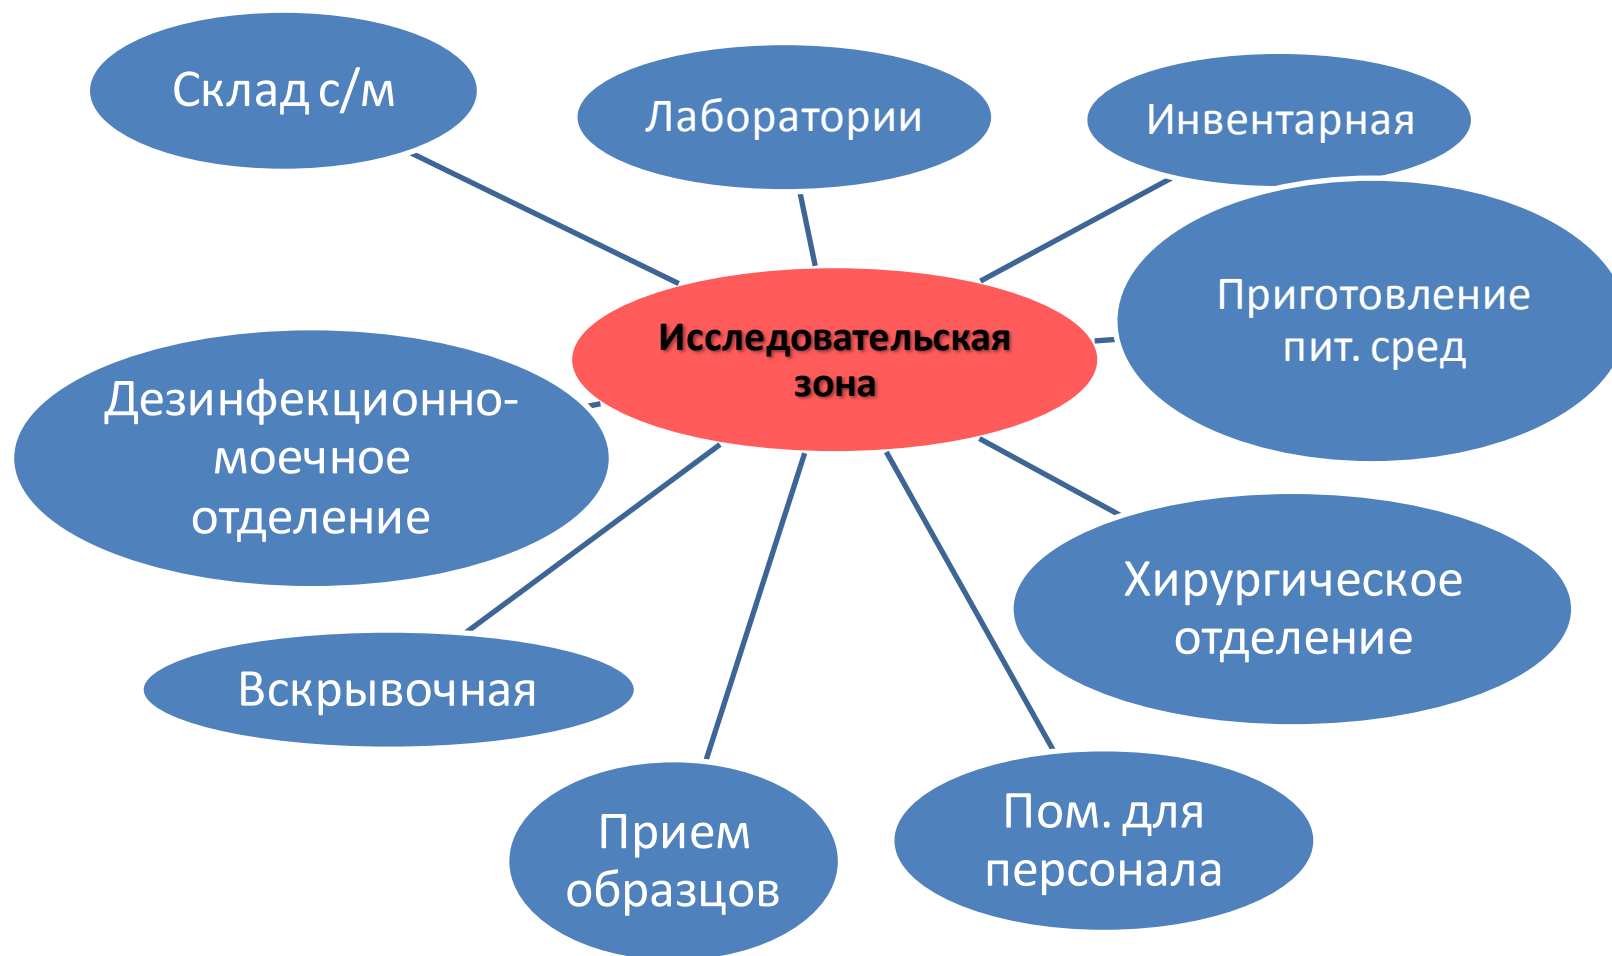 Склад с/м
Лаборатории
Инвентарная
Приготовление
пит. сред
Исследовательская
зона
Дезинфекционно-
моечное
отделение
Хирургическое
отделение
Вскрывочная
Прием
образцов
Пом. для
персонала